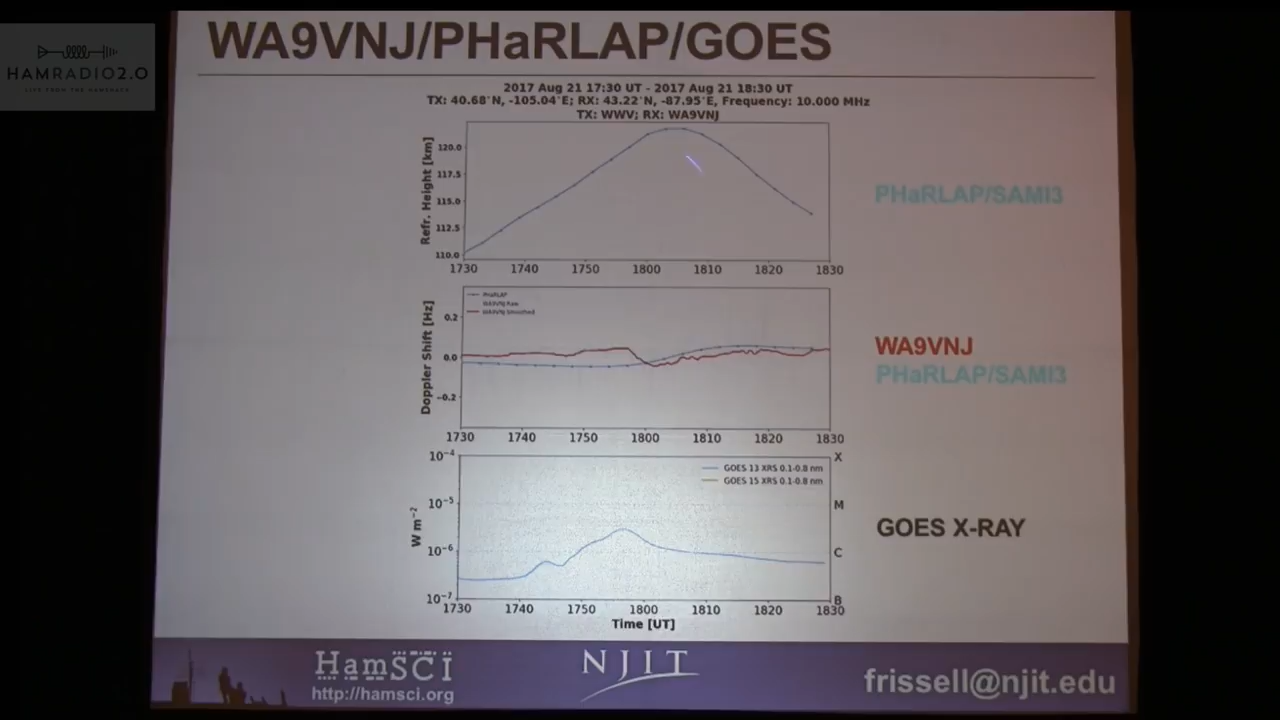 WA9VNJ/PHaRLAP/GOES
HAMRADIO2.0
LIVE FROM THE HAMSHACK
2017 Aug 21 17:30 UT - 2017 Aug 21 18:30 UT
TX: 40.68°N, -105.04°E; RX: 43.22°N, -87.95°E, Frequency: 10.000 MHz
TX: WWV; RX: WA9VNJ
Refr. Height [km]
120.0
117.5
115.0
112.5
110.0
1730 1740 1750 1800 1810 1820 1830
PHaRLAP/SAMI3
Doppler Shift [Hz]
PHaRLAP
WA9VNJ Raw
WA9VNJ Smoothed
0.2
0.0
−0.2
1730 1740 1750 1800 1810 1820 1830
WA9VNJ
PHaRLAP/SAMI3
W m⁻²
10⁻⁴
10⁻⁵
10⁻⁶
10⁻⁷
GOES 13 XRS 0.1-0.8 nm
GOES 15 XRS 0.1-0.8 nm
X
M
C
B
1730 1740 1750 1800 1810 1820 1830
Time [UT]
GOES X-RAY
HamSCI
http://hamsci.org
NJIT
frissell@njit.edu